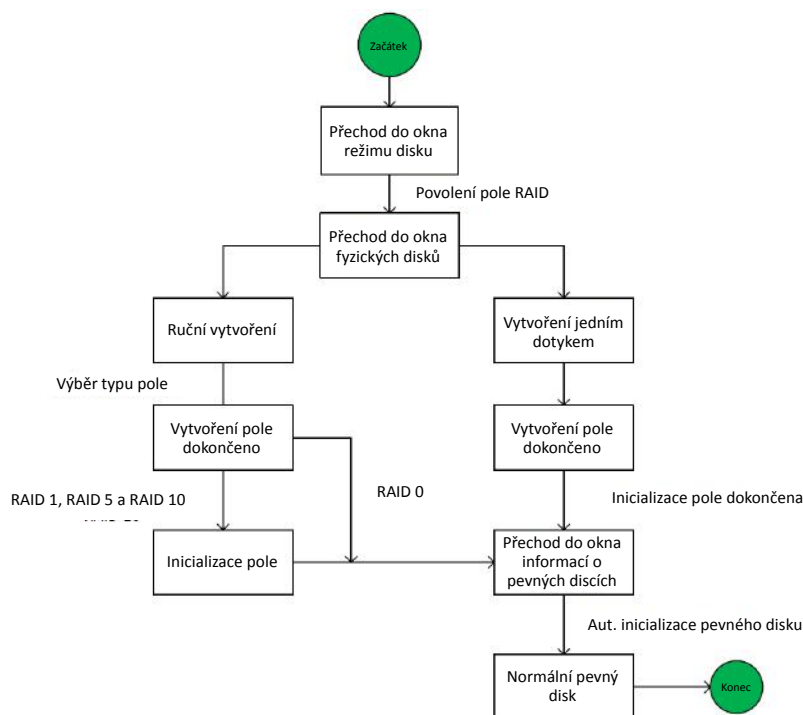 Začátek
Přechod do okna
režimu disku
Povolení pole RAID
Přechod do okna
fyzických disků
Ruční vytvoření
Vytvoření jedním
dotykem
Výběr typu pole
Vytvoření pole
dokončeno
Vytvoření pole
dokončeno
RAID 1, RAID 5 a RAID 10
RAID 0
Inicializace pole dokončena
Inicializace pole
Přechod do okna
informací o
pevných discích
Aut. inicializace pevného disku
Normální pevný
disk
Konec